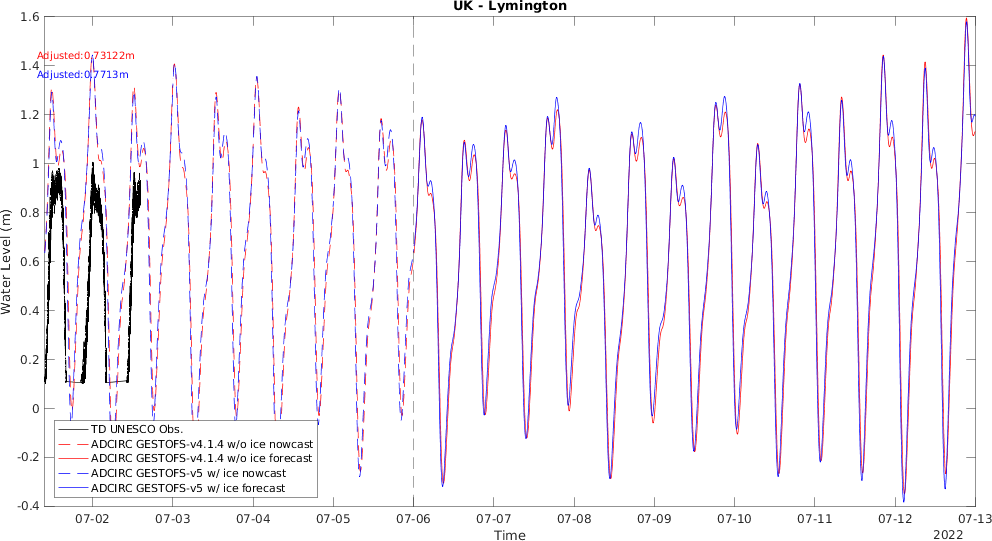 UK - Lymington
1.6
1.4
1.2
1
0.8
0.6
0.4
0.2
0
-0.2
-0.4
Water Level (m)
Adjusted:0.73122m
Adjusted:0.7713m
TD UNESCO Obs.
ADCIRC GESTOFS-v4.1.4 w/o ice nowcast
ADCIRC GESTOFS-v4.1.4 w/o ice forecast
ADCIRC GESTOFS-v5 w/ ice nowcast
ADCIRC GESTOFS-v5 w/ ice forecast
07-02 07-03 07-04 07-05 07-06 07-07 07-08 07-09 07-10 07-11 07-12 07-13
Time
2022